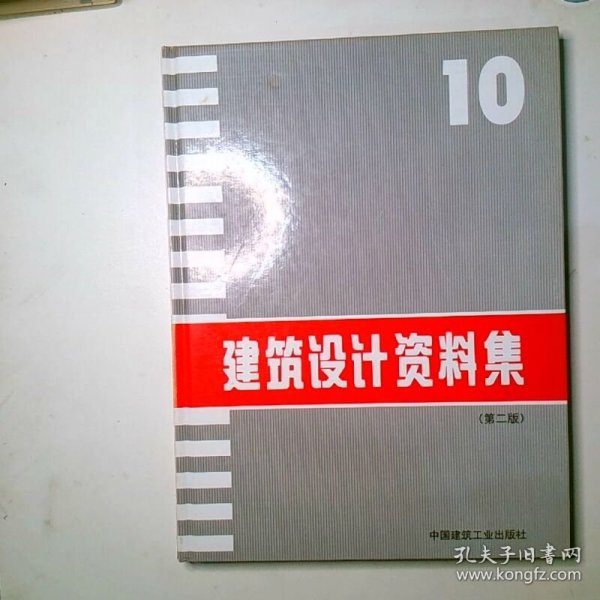 10
建筑设计资料集
(第二版)
中国建筑工业出版社
孔夫子旧书网
www.kongfz.com